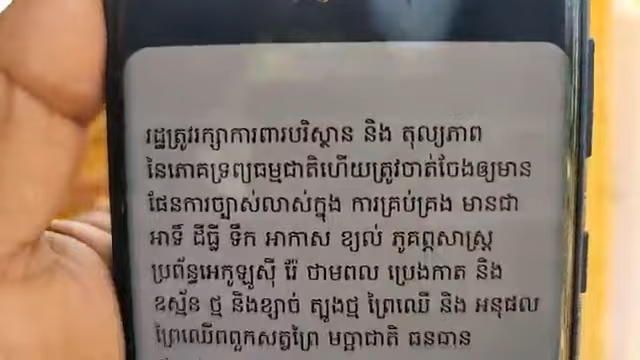 រដ្ឋត្រូវរក្សាការពារបរិស្ថាន និង តុល្យភាព
នៃភោគទ្រព្យធម្មជាតិហើយត្រូវចាត់ចែងឲ្យមាន
ផែនការច្បាស់លាស់ក្នុង ការគ្រប់គ្រង មានជា
អាទិ៍ ដីធ្លី ទឹក អាកាស ខ្យល់ ភូគព្ភសាស្ត្រ
ប្រព័ន្ធអេកូឡូស៊ី រ៉ែ ថាមពល ប្រេងកាត និង
ឧស្ម័ន ថ្ម និងខ្សាច់ ត្បូងថ្ម ព្រៃឈើ និង អនុផល
ព្រៃឈើពពួកសត្វព្រៃ មច្ឆាជាតិ ធនធាន